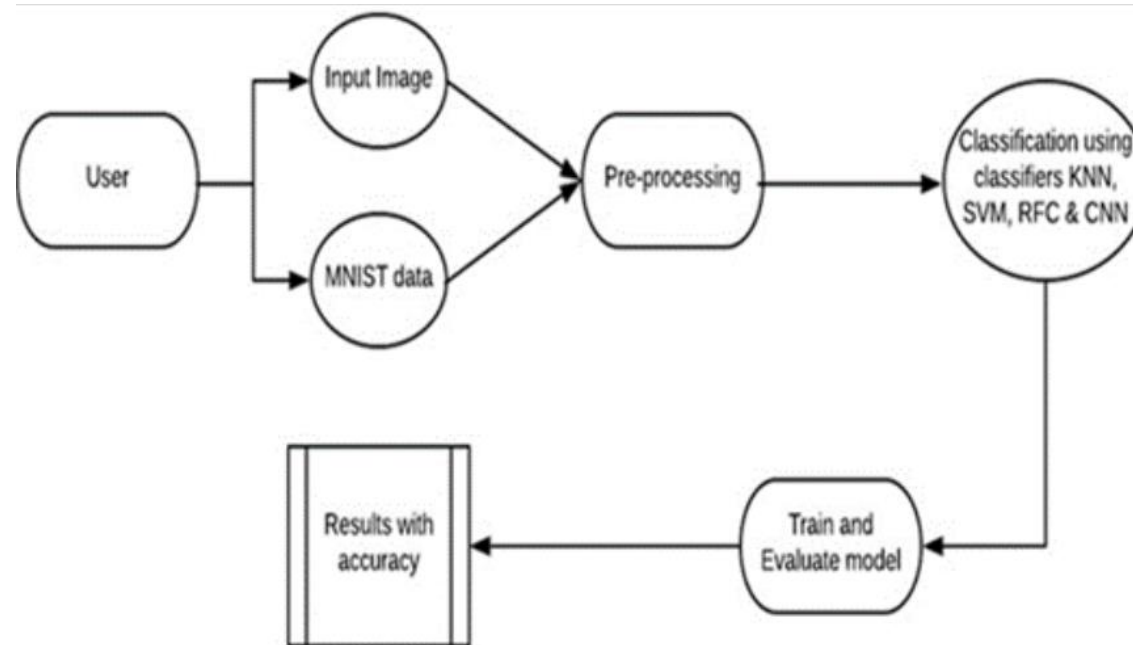 User
Input Image
MNIST data
Pre-processing
Classification using
classifiers KNN,
SVM, RFC & CNN
Train and
Evaluate model
Results with
accuracy